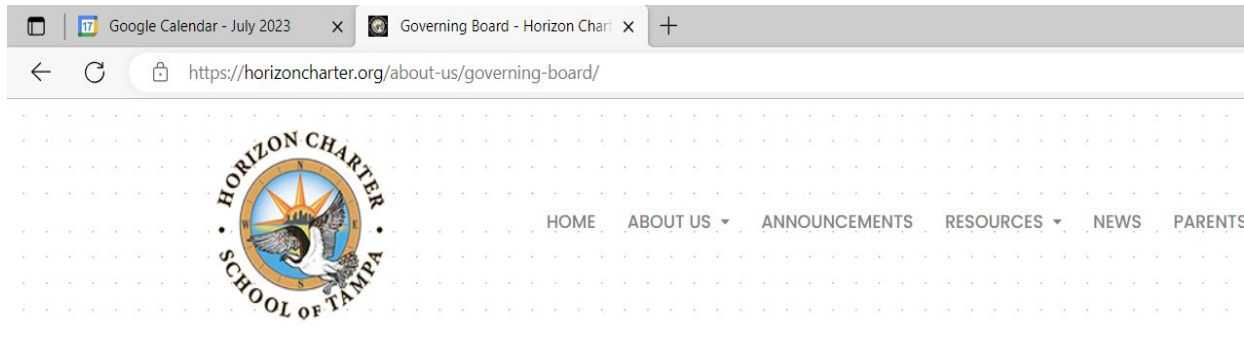 17 Google Calendar - July 2023 Governing Board - Horizon Chart
https://horizoncharter.org/about-us/governing-board/
HORIZON CHARTER
N
W E
S
SCHOOL OF TAMPA
HOME ABOUT US ANNOUNCEMENTS RESOURCES NEWS PARENTS